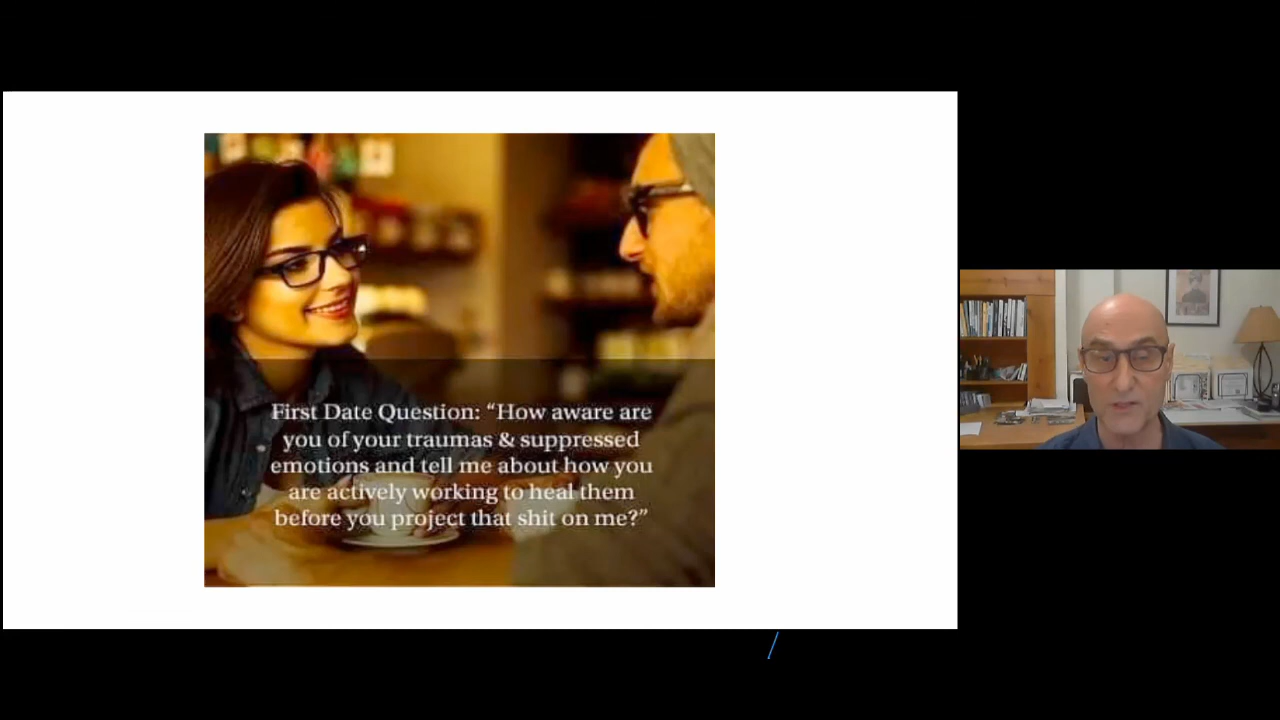 First Date Question: “How aware are
you of your traumas & suppressed
emotions and tell me about how you
are actively working to heal them
before you project that shit on me?”